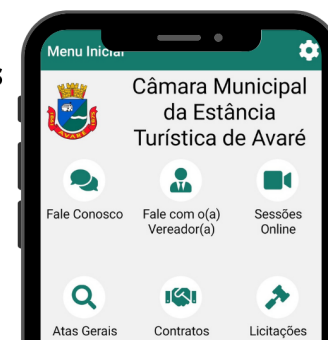 s
Menu Inicial
Câmara Municipal
da Estância
Turística de Avaré
AVARÉ
Fale Conosco
Fale com o(a)
Vereador(a)
Sessões
Online
Atas Gerais
Contratos
Licitações